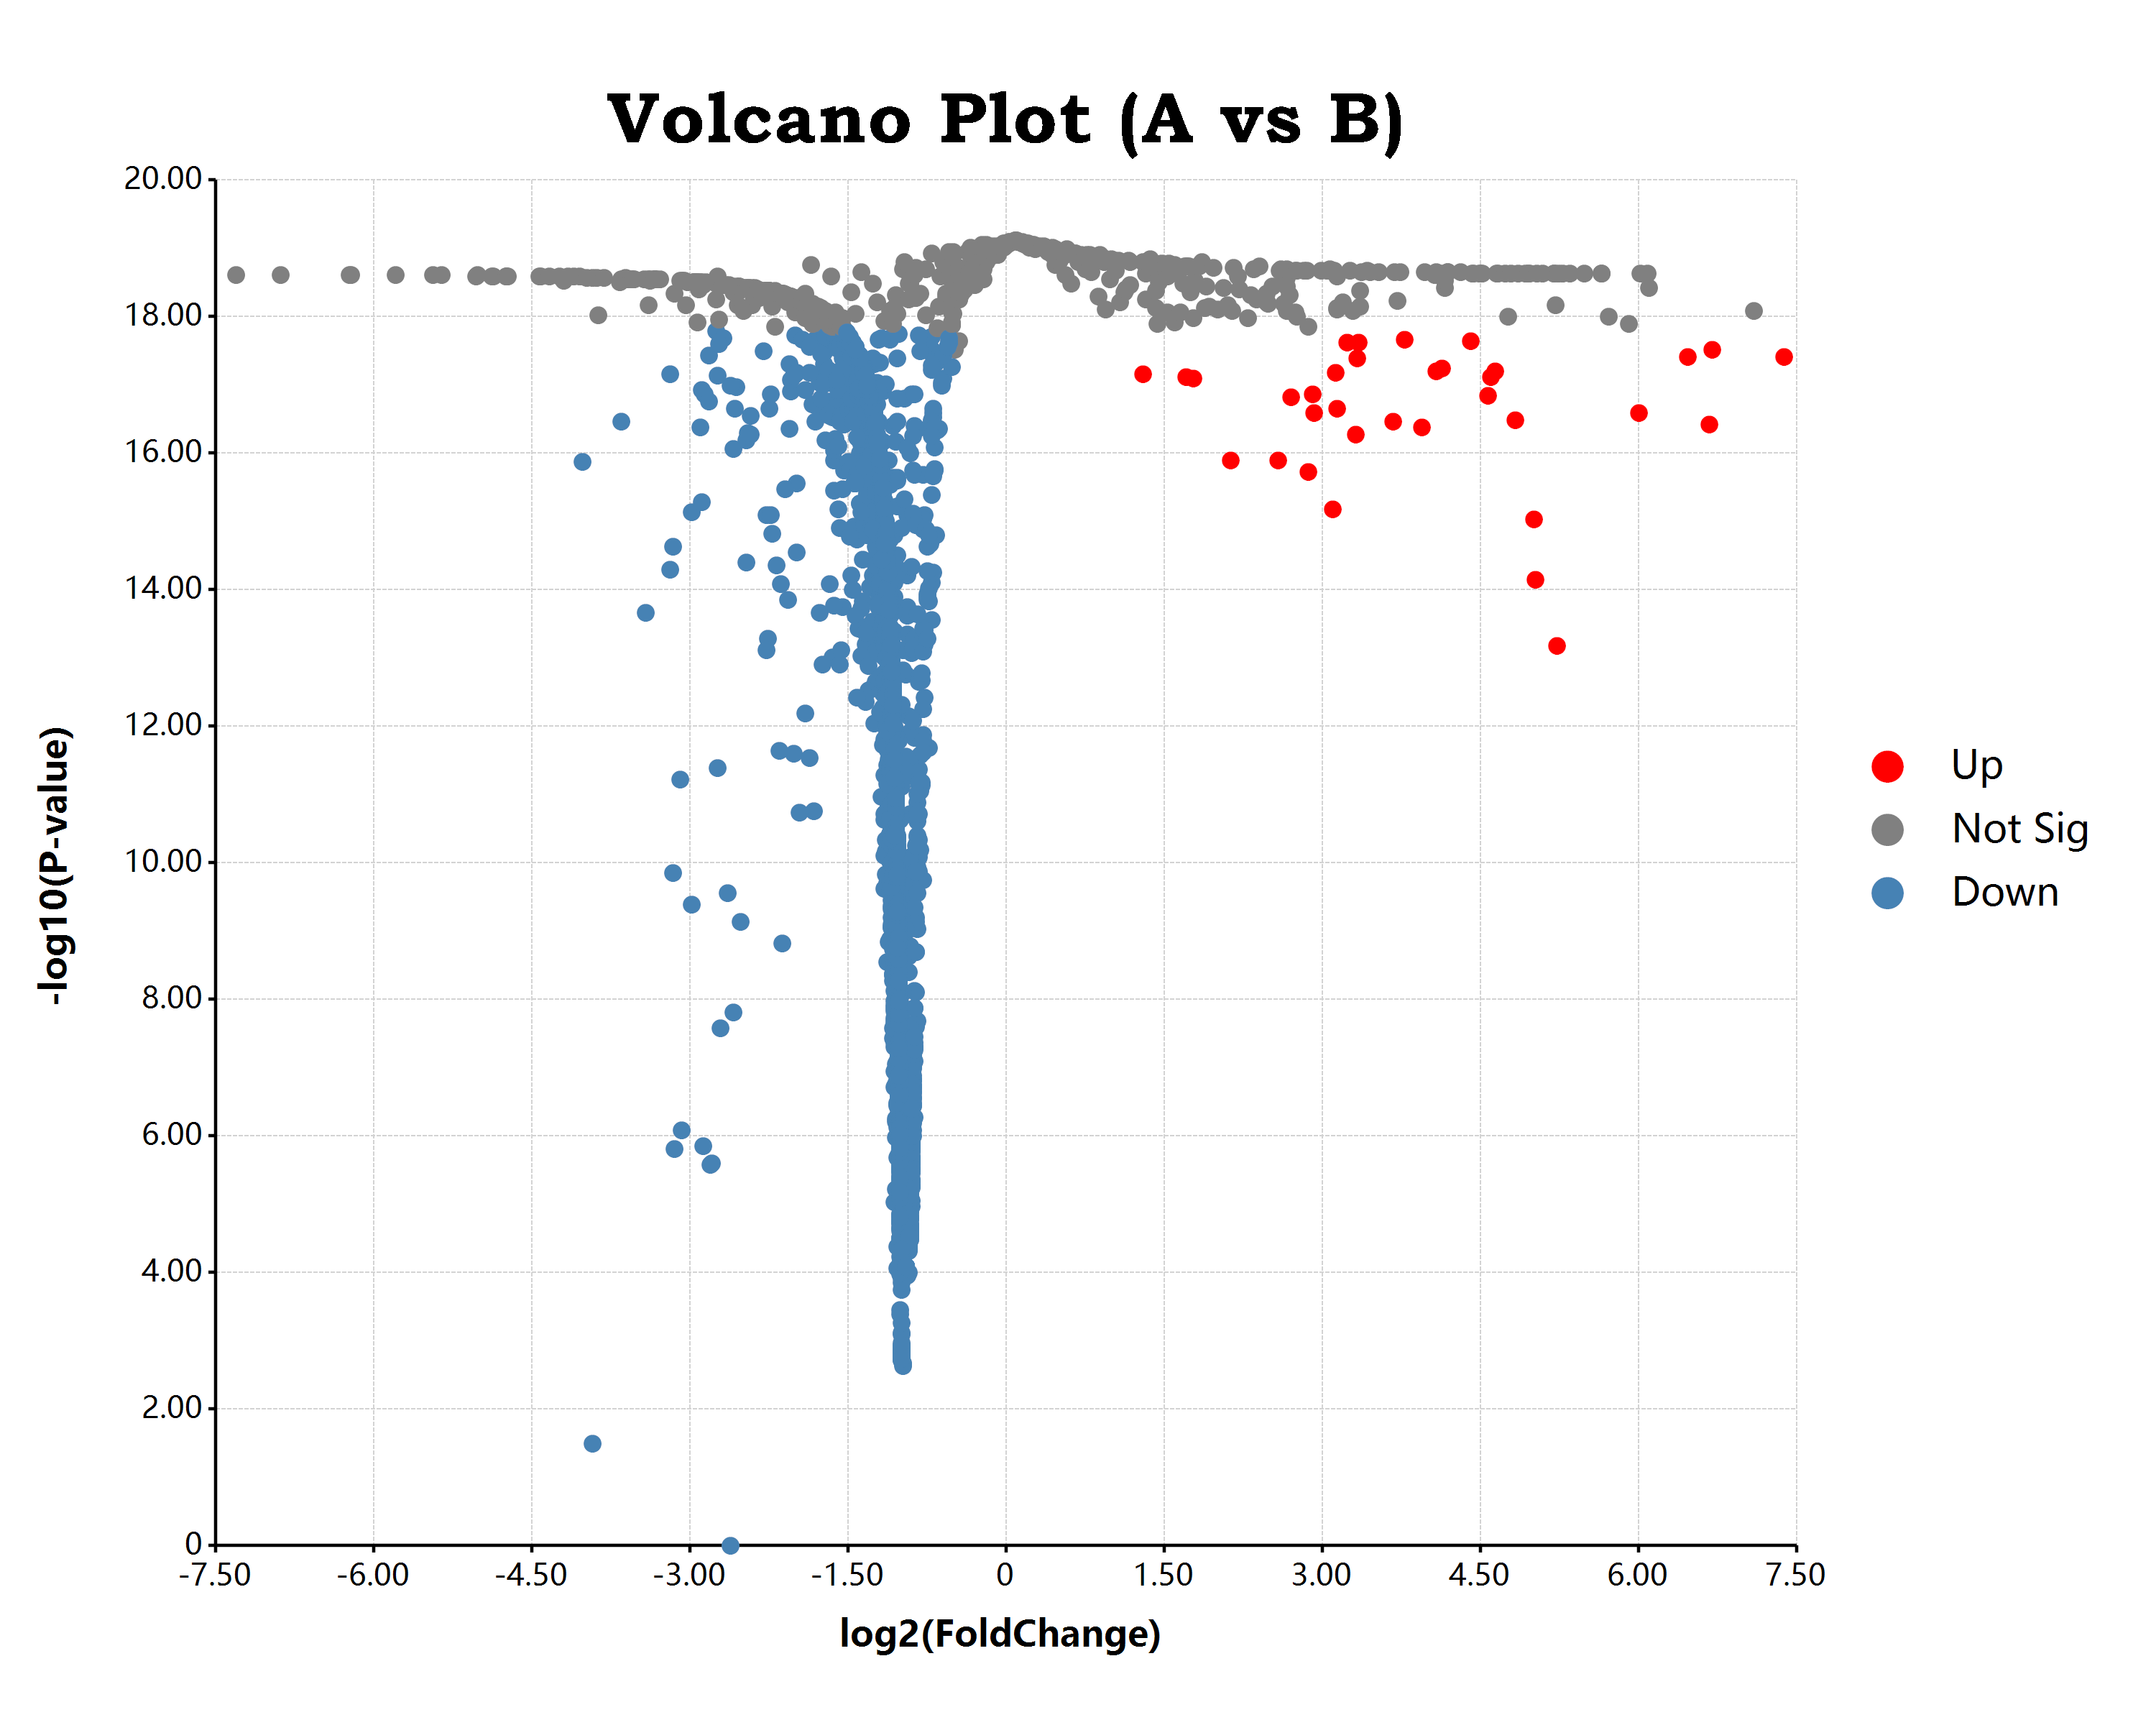 Volcano Plot (A vs B)
20.00
18.00
16.00
14.00
12.00
10.00
8.00
6.00
4.00
2.00
0
-log10(P-value)
-7.50 -6.00 -4.50 -3.00 -1.50 0 1.50 3.00 4.50 6.00 7.50
log2(FoldChange)
Up
Not Sig
Down